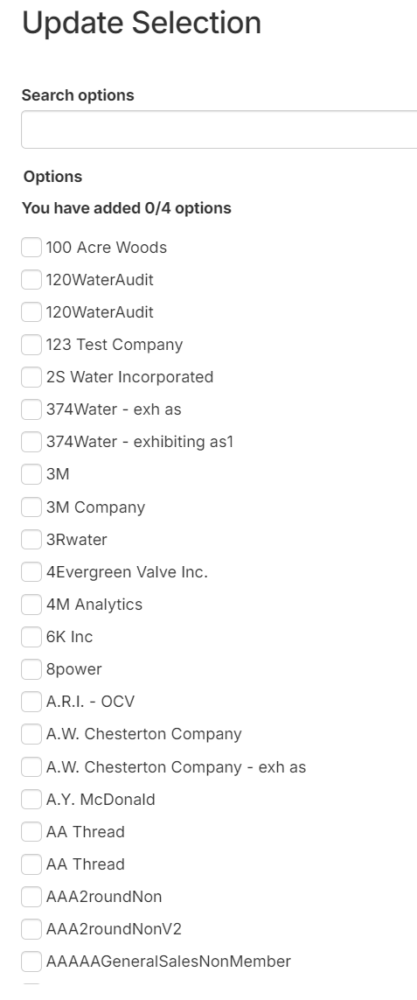 Update Selection
Search options
Options
You have added 0/4 options
100 Acre Woods
120WaterAudit
120WaterAudit
123 Test Company
2S Water Incorporated
374Water - exh as
374Water - exhibiting as1
3M
3M Company
3Rwater
4Evergreen Valve Inc.
4M Analytics
6K Inc
8power
A.R.I. - OCV
A.W. Chesterton Company
A.W. Chesterton Company - exh as
A.Y. McDonald
AA Thread
AA Thread
AAA2roundNon
AAA2roundNonV2
AAAAAGeneralSalesNonMember